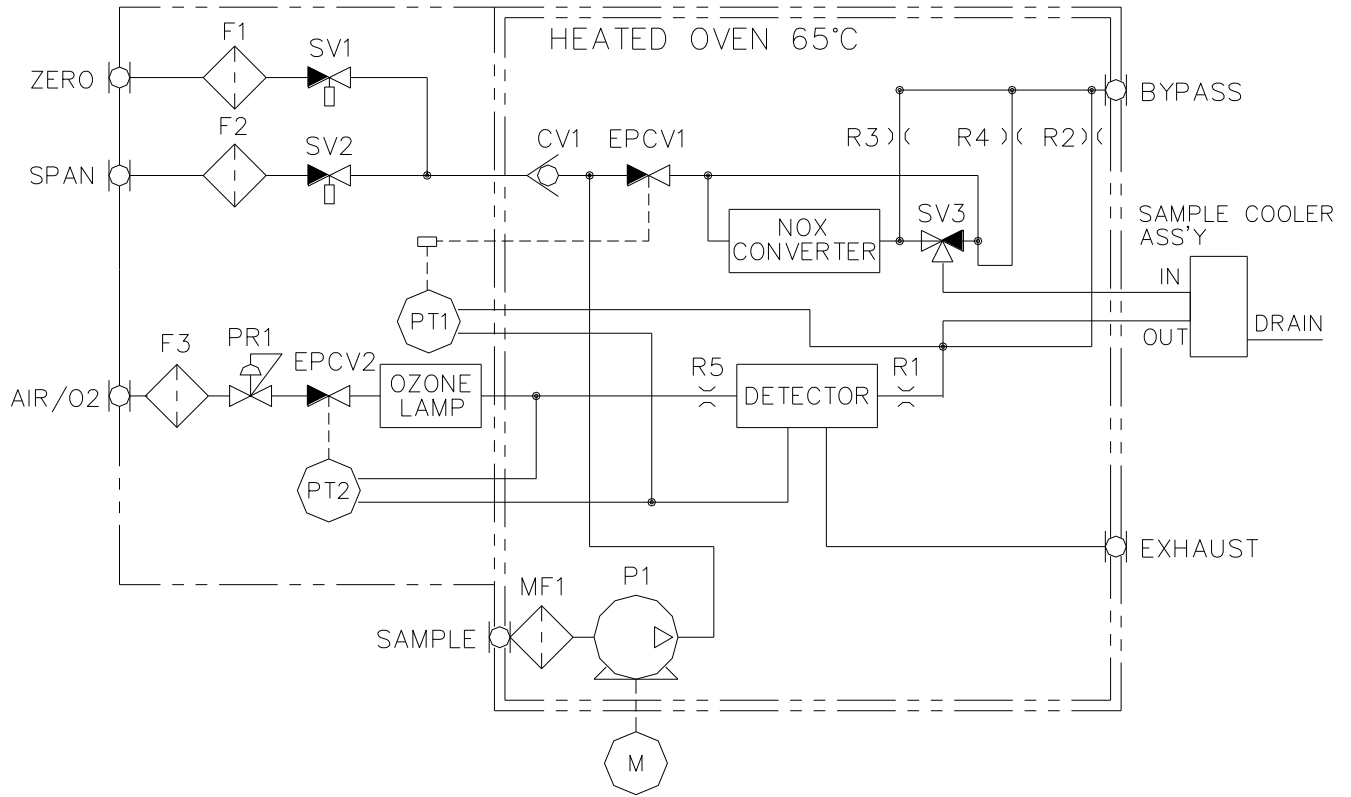 HEATED OVEN 65°C
F1
SV1
ZERO
BYPASS
F2
SV2
CV1
EPCV1
R3
R4
R2
SPAN
NOX
CONVERTER
SV3
SAMPLE COOLER
ASS'Y
IN
OUT
DRAIN
PT1
F3
PR1
EPCV2
AIR/O2
OZONE
LAMP
R5
DETECTOR
R1
PT2
EXHAUST
MF1
P1
SAMPLE
M